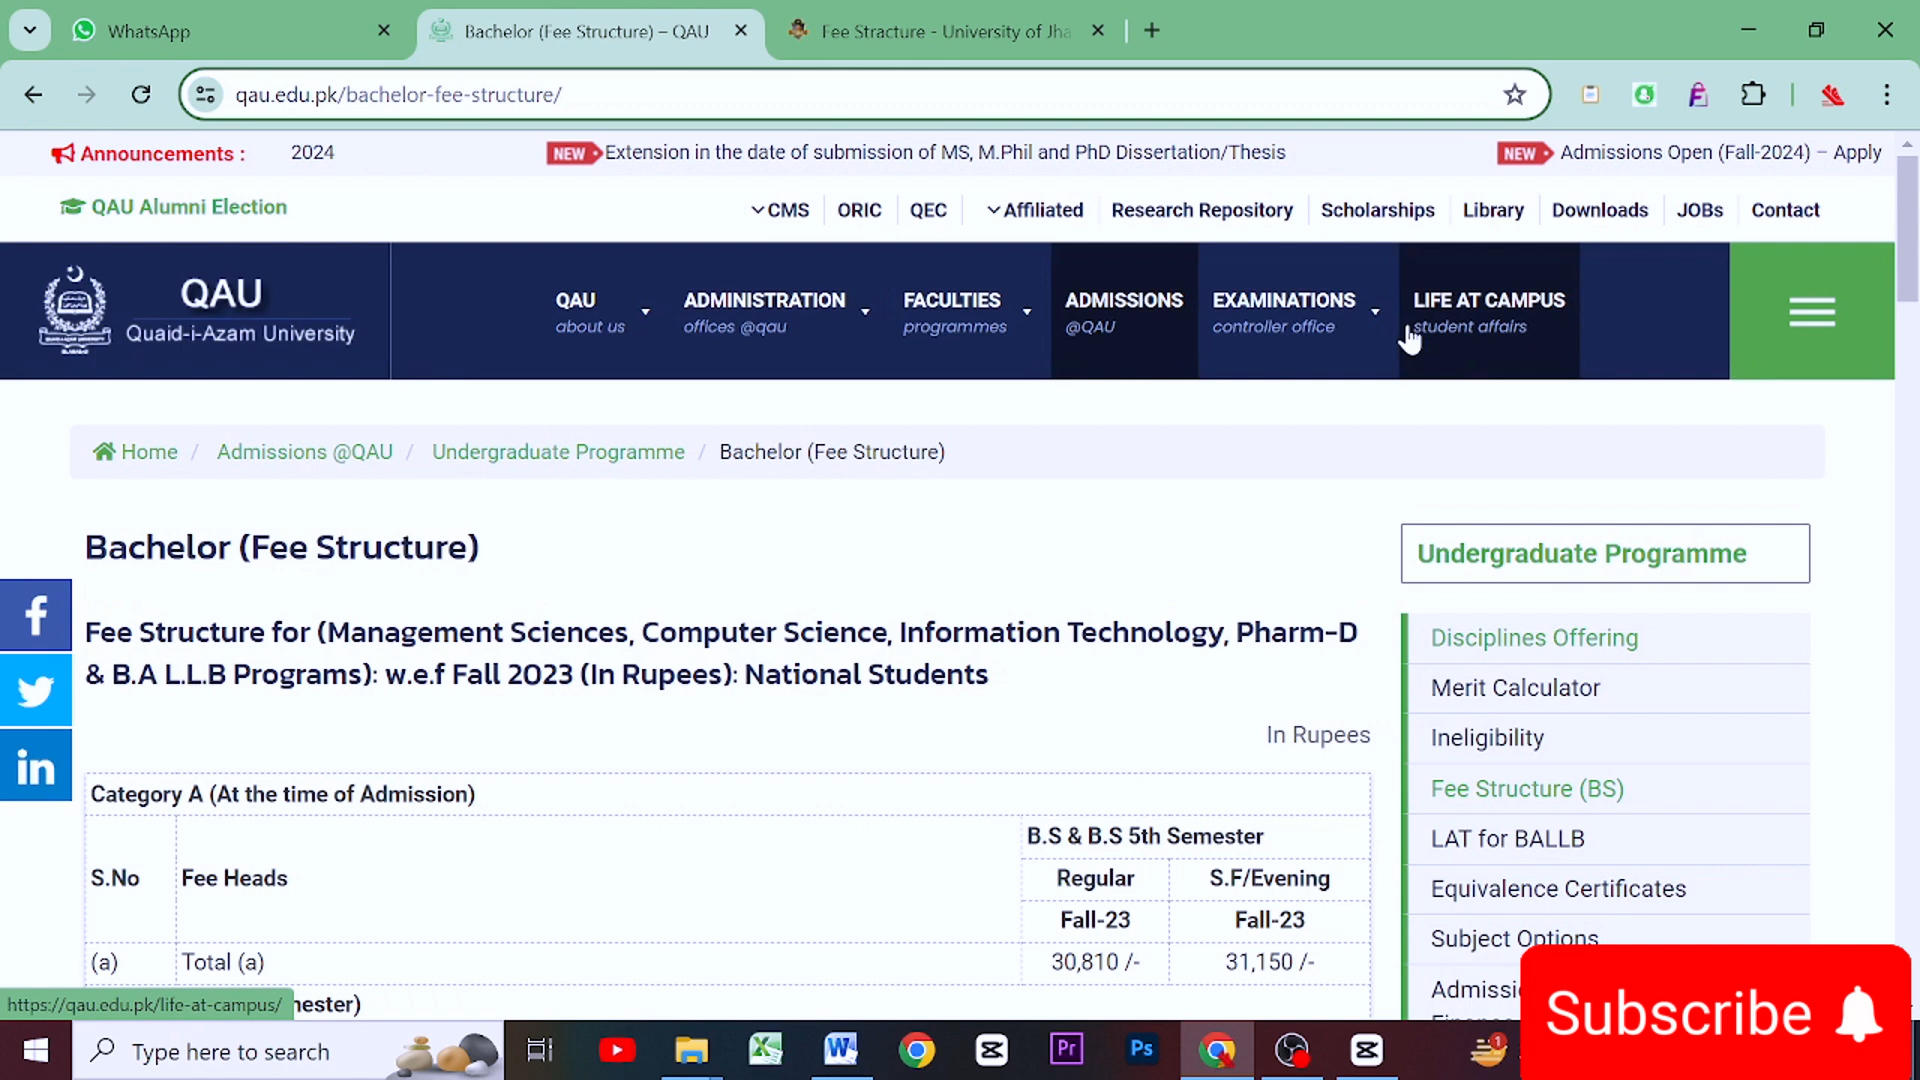 WhatsApp
Bachelor (Fee Structure) – QAU
Fee Stracture - University of Jha
qau.edu.pk/bachelor-fee-structure/
Announcements :
2024
NEW Extension in the date of submission of MS, M.Phil and PhD Dissertation/Thesis
NEW Admissions Open (Fall-2024) – Apply
QAU Alumni Election
CMS ORIC QEC Affiliated Research Repository Scholarships Library Downloads JOBs Contact
QAU
Quaid-i-Azam University
QAU
about us
ADMINISTRATION
offices @qau
FACULTIES
programmes
ADMISSIONS
@QAU
EXAMINATIONS
controller office
LIFE AT CAMPUS
student affairs
Home / Admissions @QAU / Undergraduate Programme / Bachelor (Fee Structure)
Bachelor (Fee Structure)
Fee Structure for (Management Sciences, Computer Science, Information Technology, Pharm-D
& B.A L.L.B Programs): w.e.f Fall 2023 (In Rupees): National Students
In Rupees
Category A (At the time of Admission)
S.No
Fee Heads
B.S & B.S 5th Semester
Regular
S.F/Evening
Fall-23
Fall-23
(a)
Total (a)
30,810 /-
31,150 /-
mester)
Undergraduate Programme
Disciplines Offering
Merit Calculator
Ineligibility
Fee Structure (BS)
LAT for BALLB
Equivalence Certificates
Subject Options
Admissi
https://qau.edu.pk/life-at-campus/
Subscribe
Type here to search
Pr
Ps
1